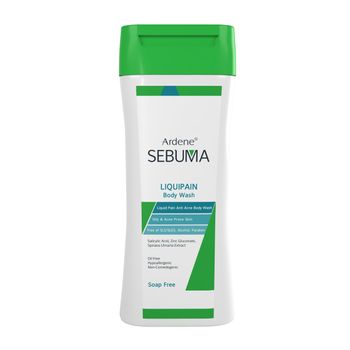 Ardene®
SEBUMA
LIQUIPAIN
Body Wash
Liquid Pain Anti Acne Body Wash
Oily & Acne Prone Skin
Free of SLS/SLES, Alcohol, Paraben
Salicylic Acid, Zinc Gluconate,
Spiraea Ulmaria Extract
Oil Free
Hypoallergenic
Non-Comedogenic
Soap Free